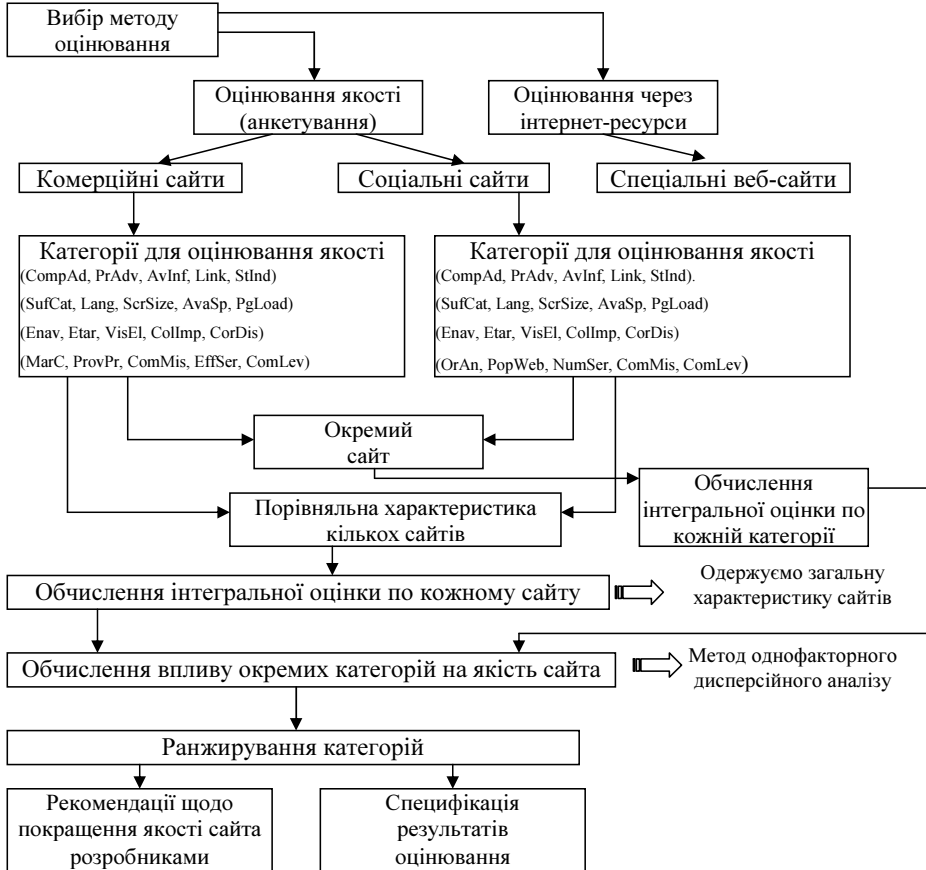 Вибір методу
оцінювання
Оцінювання якості
(анкетування)
Оцінювання через
інтернет-ресурси
Комерційні сайти
Соціальні сайти
Спеціальні веб-сайти
Категорії для оцінювання якості
(CompAd, PrAdv, AvInf, Link, StInd)
(SufCat, Lang, ScrSize, AvaSp, PgLoad)
(Enav, Etar, VisEl, ColImp, CorDis)
(MarC, ProvPr, ComMis, EffSer, ComLev)
Категорії для оцінювання якості
(CompAd, PrAdv, AvInf, Link, StInd).
(SufCat, Lang, ScrSize, AvaSp, PgLoad)
(Enav, Etar, VisEl, ColImp, CorDis)
(OrAn, PopWeb, NumSer, ComMis, ComLev)
Окремий
сайт
Обчислення
інтегральної оцінки по
кожній категорії
Порівняльна характеристика
кількох сайтів
Обчислення інтегральної оцінки по кожному сайту
Одержуємо загальну
характеристику сайтів
Обчислення впливу окремих категорій на якість сайта
Метод однофакторного
дисперсійного аналізу
Ранжирування категорій
Рекомендації щодо
покращення якості сайта
розробниками
Специфікація
результатів
оцінювання